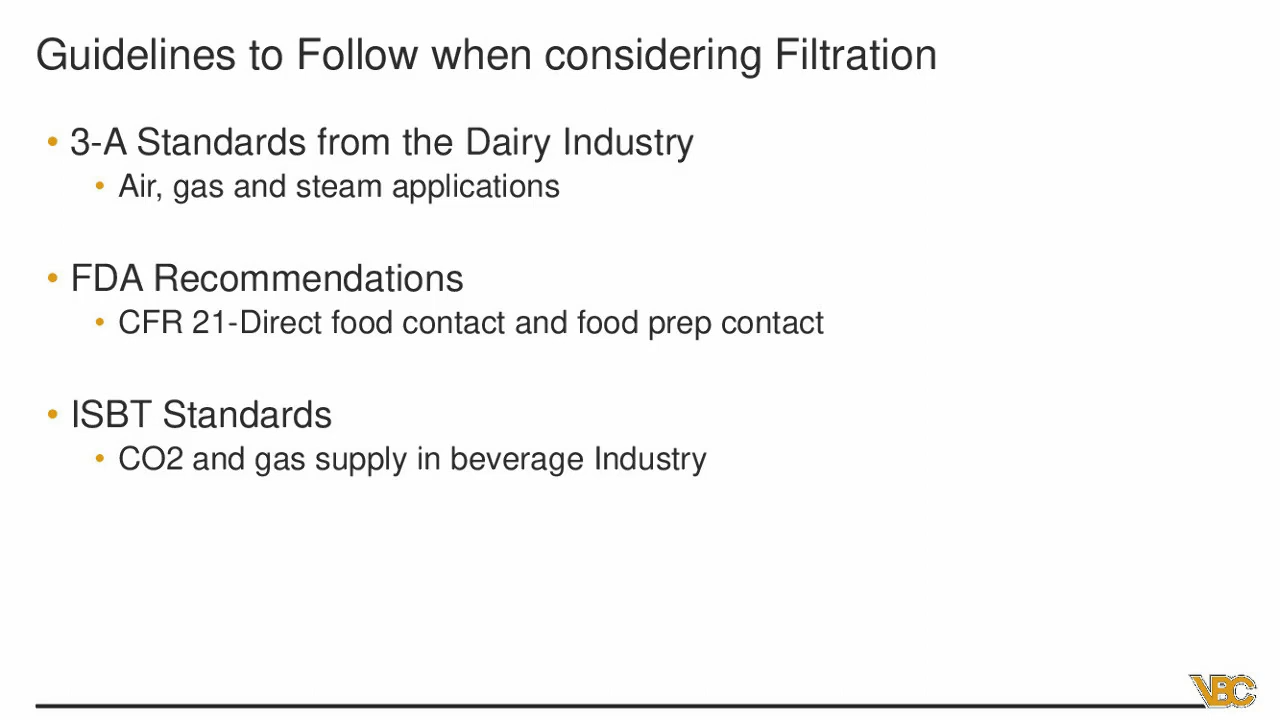 Guidelines to Follow when considering Filtration
• 3-A Standards from the Dairy Industry
• Air, gas and steam applications
• FDA Recommendations
• CFR 21-Direct food contact and food prep contact
• ISBT Standards
• CO2 and gas supply in beverage Industry
VBC